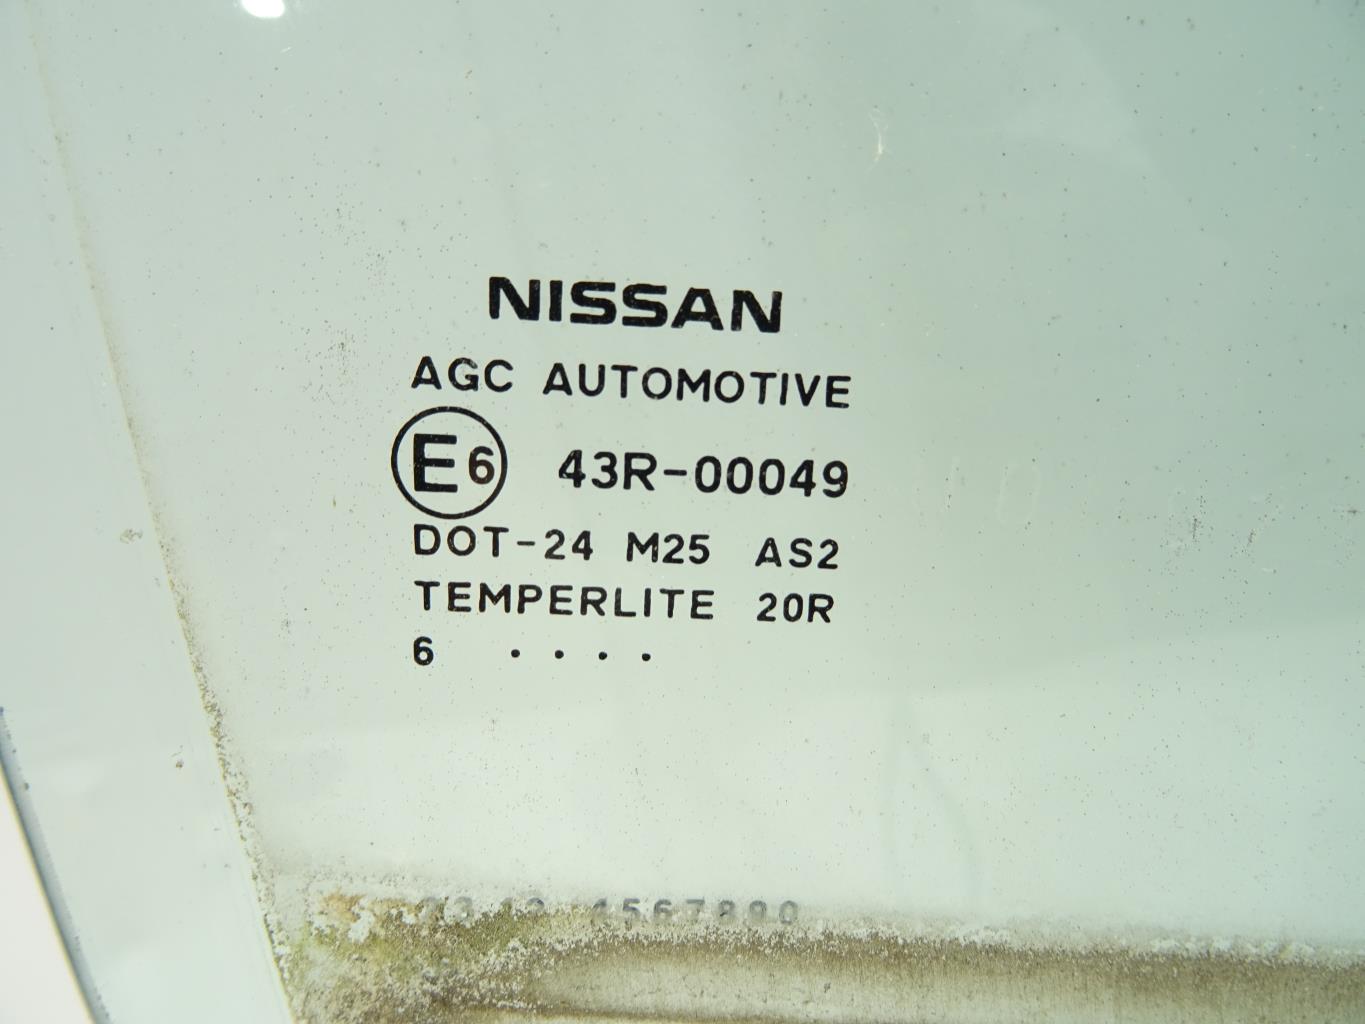 NISSAN
AGC AUTOMOTIVE
E6 43R-00049
DOT-24 M25 AS2
TEMPERLITE 20R
6 ....